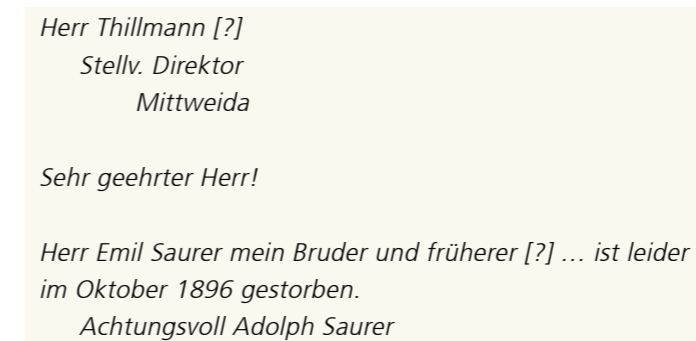 Herr Thillmann [?]
Stellv. Direktor
Mittweida
Sehr geehrter Herr!
Herr Emil Saurer mein Bruder und früherer [?] … ist leider
im Oktober 1896 gestorben.
Achtungsvoll Adolph Saurer